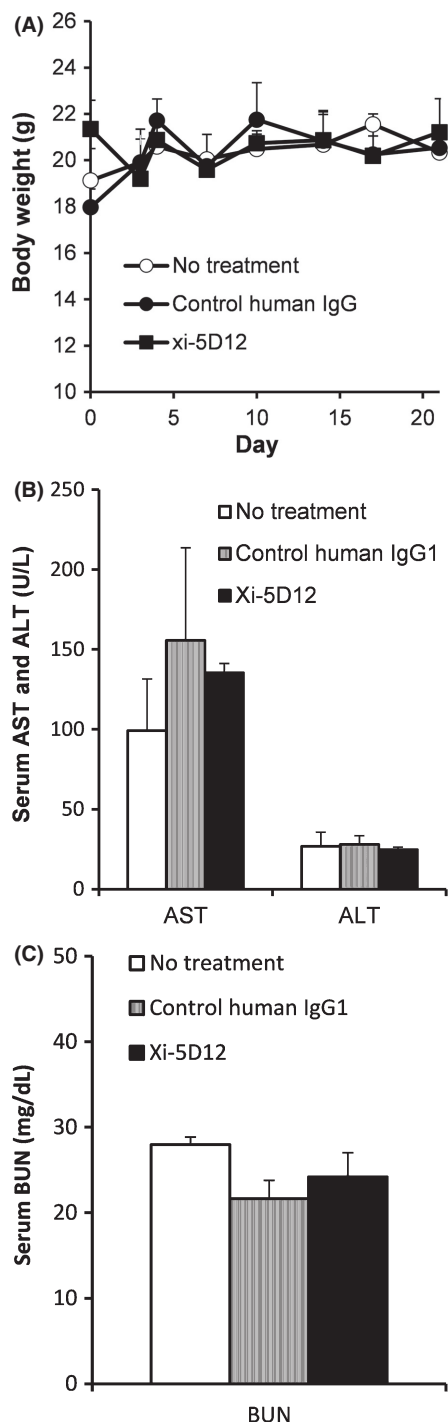 (A)
26
24
22
20
18
16
14
12
10
Body weight (g)
No treatment
Control human IgG
xi-5D12
0 5 10 15 20
Day
(B)
250
200
150
100
50
0
Serum AST and ALT (U/L)
No treatment
Control human IgG1
Xi-5D12
AST ALT
(C)
50
40
30
20
10
0
Serum BUN (mg/dL)
No treatment
Control human IgG1
Xi-5D12
BUN